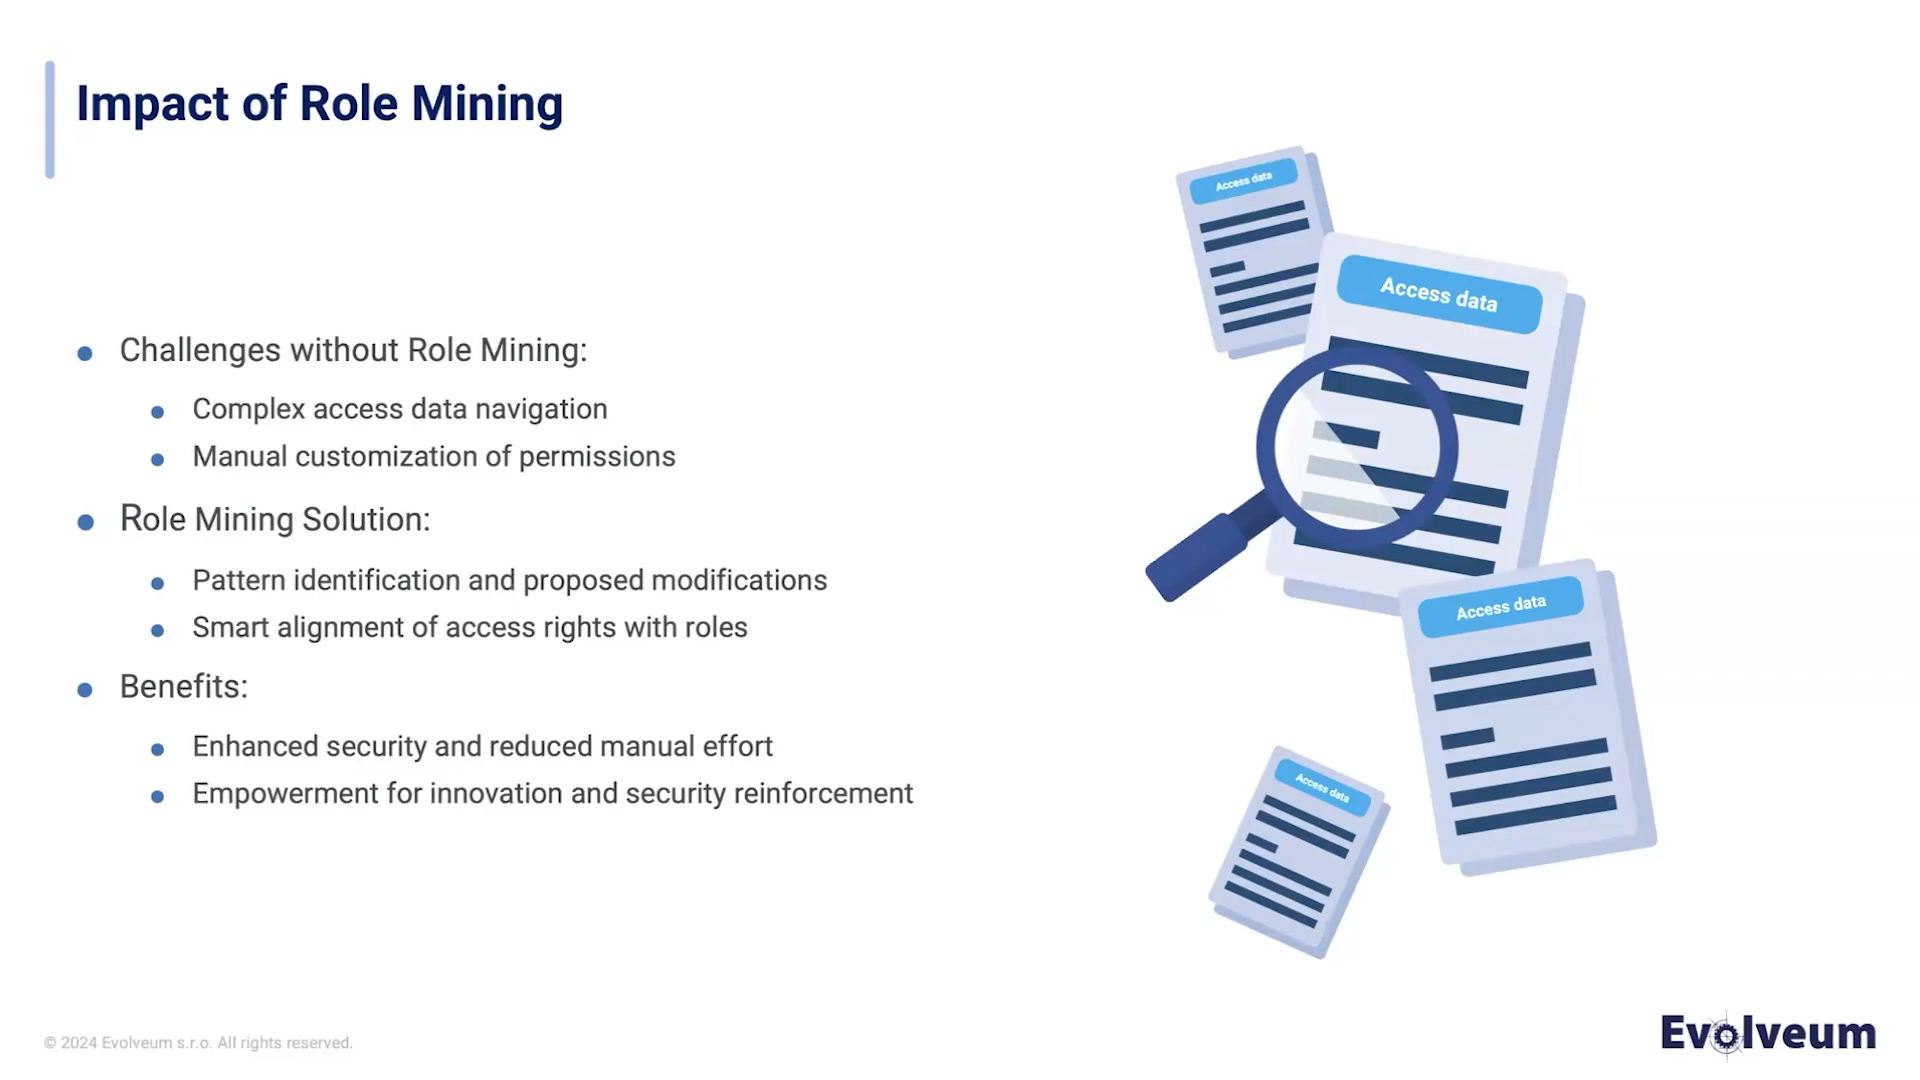 Impact of Role Mining
Challenges without Role Mining:
Complex access data navigation
Manual customization of permissions
Role Mining Solution:
Pattern identification and proposed modifications
Smart alignment of access rights with roles
Benefits:
Enhanced security and reduced manual effort
Empowerment for innovation and security reinforcement
Access data
Access data
Access data
Access data
© 2024 Evolveum s.r.o. All rights reserved.
Evolveum